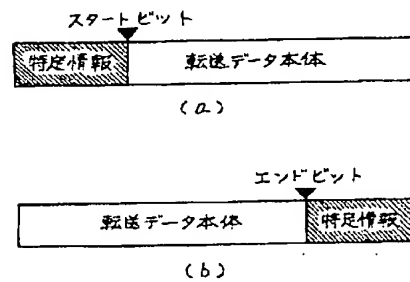 スタートビット
特定情報 転送データ本体
(a)
エンドビット
転送データ本体 特定情報
(b)